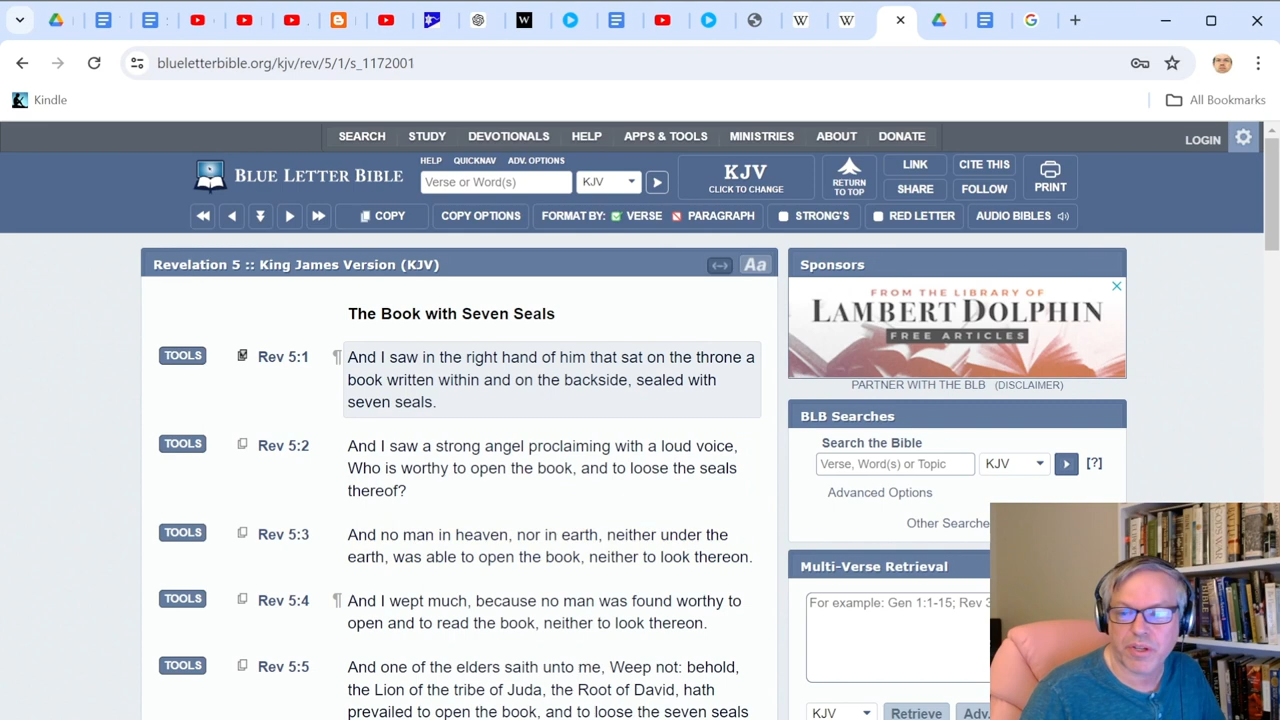 blueletterbible.org/kjv/rev/5/1/s_1172001
Kindle
All Bookmarks
SEARCH STUDY DEVOTIONALS HELP APPS & TOOLS MINISTRIES ABOUT DONATE
LOGIN
BLUE LETTER BIBLE
HELP QUICKNAV ADV. OPTIONS
Verse or Word(s) KJV
KJV
CLICK TO CHANGE
RETURN
TO TOP
LINK CITE THIS
SHARE FOLLOW
PRINT
COPY COPY OPTIONS FORMAT BY: VERSE PARAGRAPH STRONG'S RED LETTER AUDIO BIBLES
Revelation 5 :: King James Version (KJV)
Aa
The Book with Seven Seals
TOOLS Rev 5:1 ¶ And I saw in the right hand of him that sat on the throne a
book written within and on the backside, sealed with
seven seals.
TOOLS Rev 5:2 And I saw a strong angel proclaiming with a loud voice,
Who is worthy to open the book, and to loose the seals
thereof?
TOOLS Rev 5:3 And no man in heaven, nor in earth, neither under the
earth, was able to open the book, neither to look thereon.
TOOLS Rev 5:4 ¶ And I wept much, because no man was found worthy to
open and to read the book, neither to look thereon.
TOOLS Rev 5:5 And one of the elders saith unto me, Weep not: behold,
the Lion of the tribe of Juda, the Root of David, hath
prevailed to open the book, and to loose the seven seals
Sponsors
FROM THE LIBRARY OF
LAMBERT DOLPHIN
FREE ARTICLES
PARTNER WITH THE BLB (DISCLAIMER)
BLB Searches
Search the Bible
Verse, Word(s) or Topic KJV [?]
Advanced Options
Other Searche
Multi-Verse Retrieval
For example: Gen 1:1-15; Rev 3
KJV Retrieve Adv.